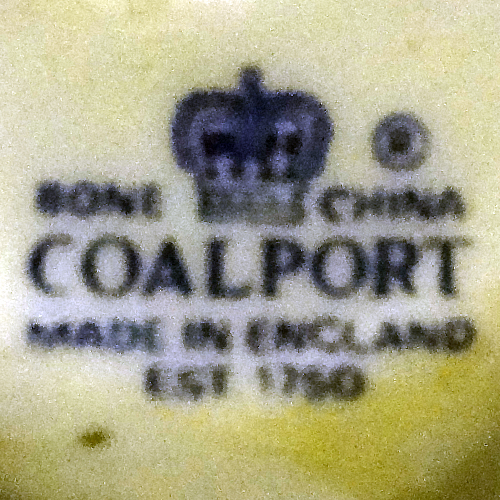 BONE CHINA
COALPORT
MADE IN ENGLAND
EST 1750